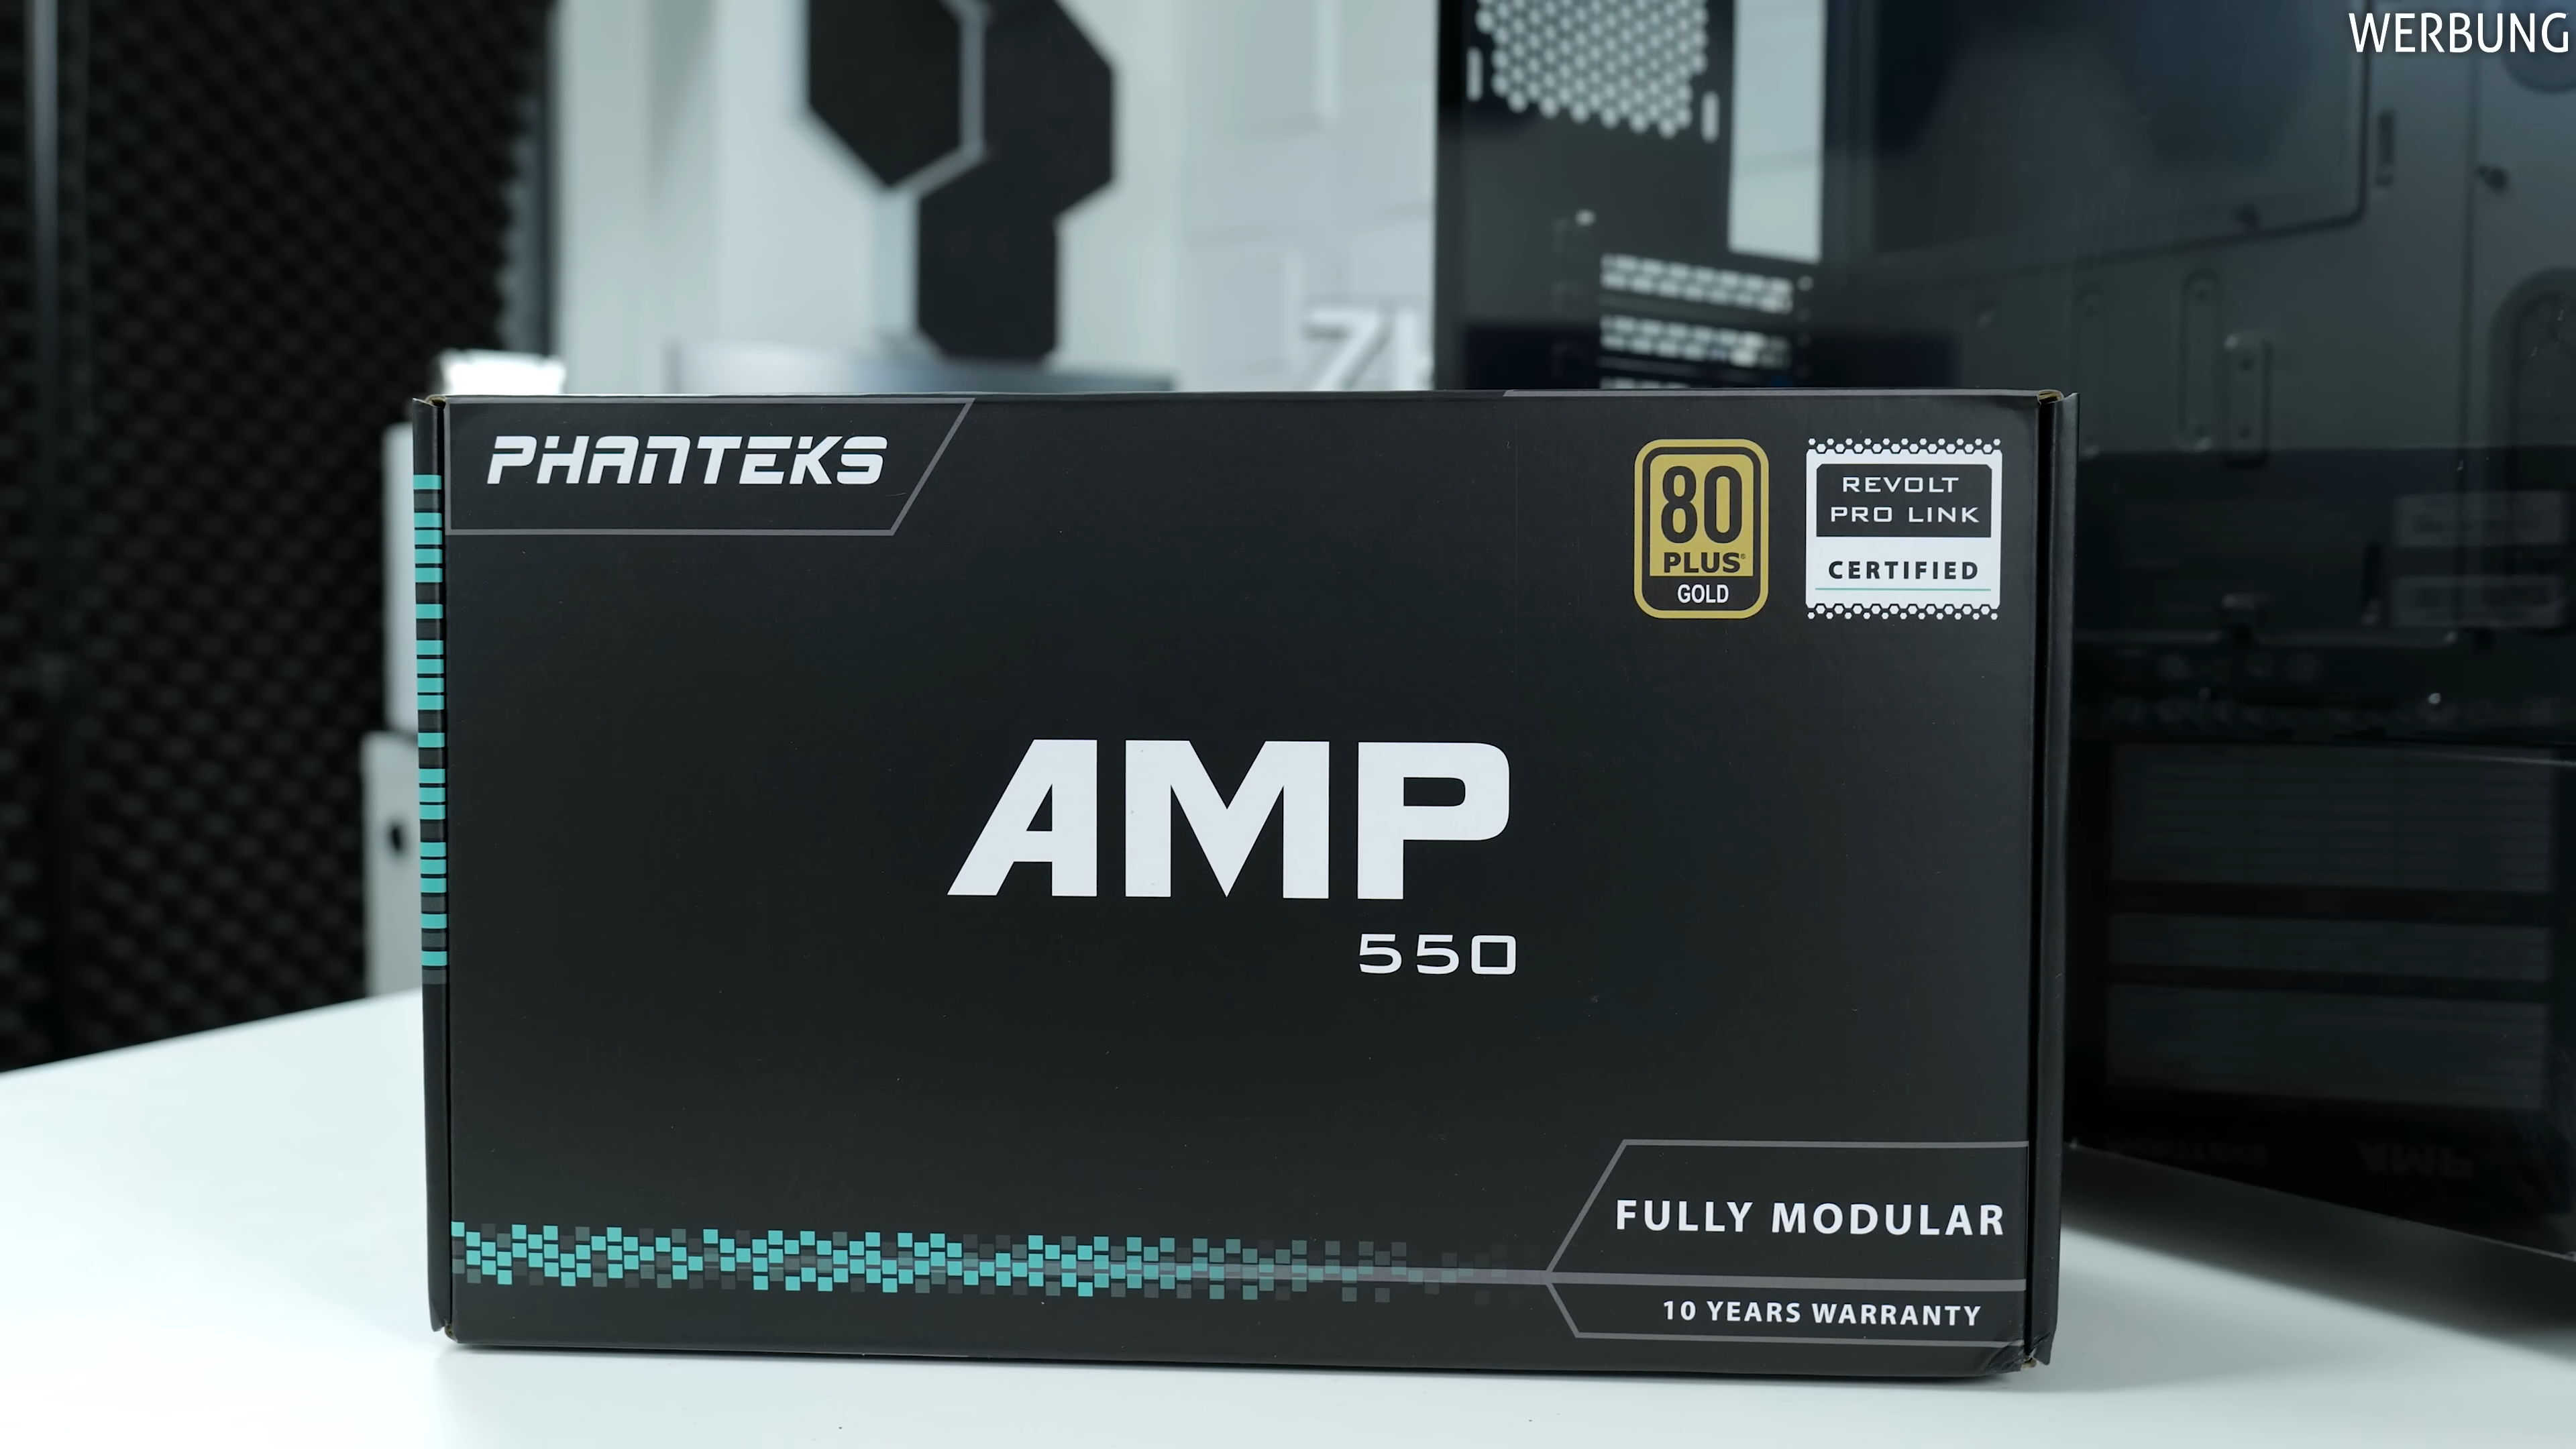 WERBUNG
PHANTEKS
80
PLUS
GOLD
REVOLT
PRO LINK
CERTIFIED
AMP
550
FULLY MODULAR
10 YEARS WARRANTY